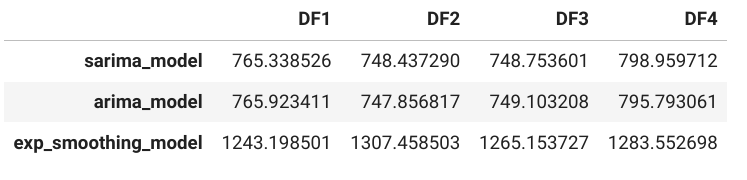 DF1 DF2 DF3 DF4
sarima_model 765.338526 748.437290 748.753601 798.959712
arima_model 765.923411 747.856817 749.103208 795.793061
exp_smoothing_model 1243.198501 1307.458503 1265.153727 1283.552698